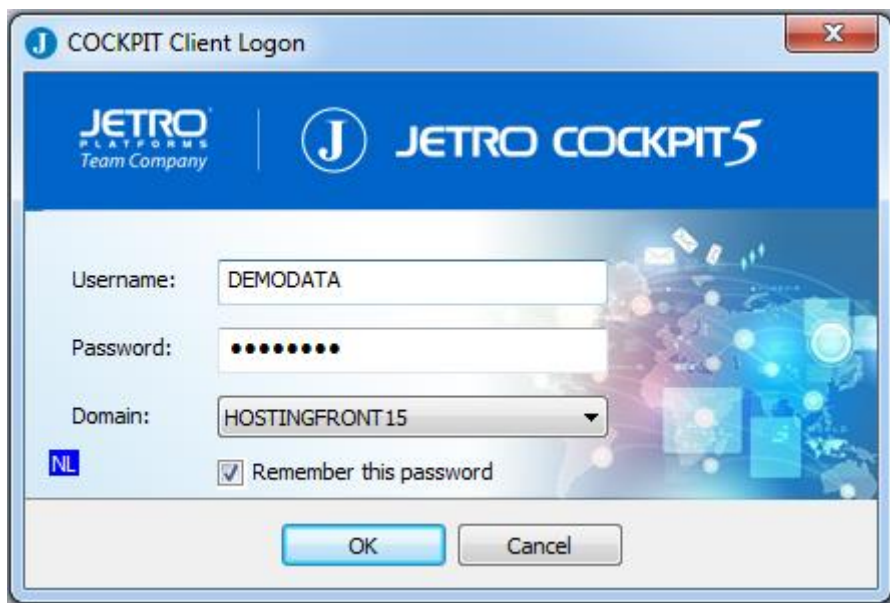 COCKPIT Client Logon
JETRO
PLATFORMS
Team Company
J JETRO COCKPIT5
Username: DEMODATA
Password: ••••••••
Domain: HOSTINGFRONT15
NL
Remember this password
OK Cancel